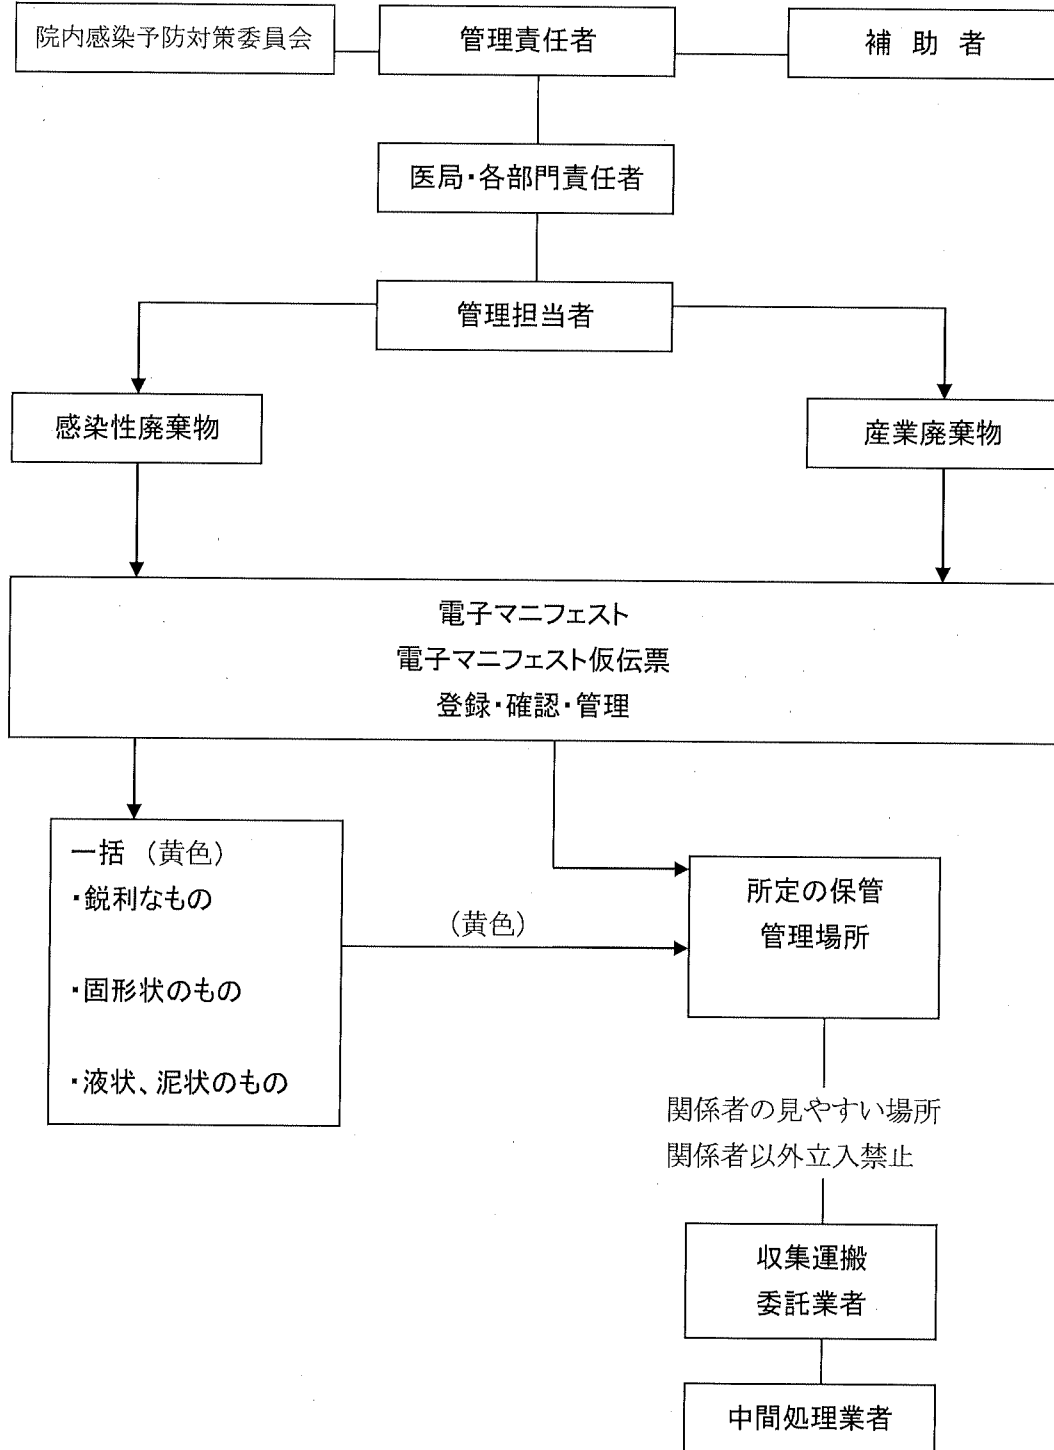 院内感染予防対策委員会
管理責任者
補 助 者
医局・各部門責任者
管理担当者
感染性廃棄物
産業廃棄物
電子マニフェスト
電子マニフェスト仮伝票
登録・確認・管理
一括 （黄色）
・鋭利なもの
・固形状のもの
・液状、泥状のもの
（黄色）
所定の保管
管理場所
関係者の見やすい場所
関係者以外立入禁止
収集運搬
委託業者
中間処理業者